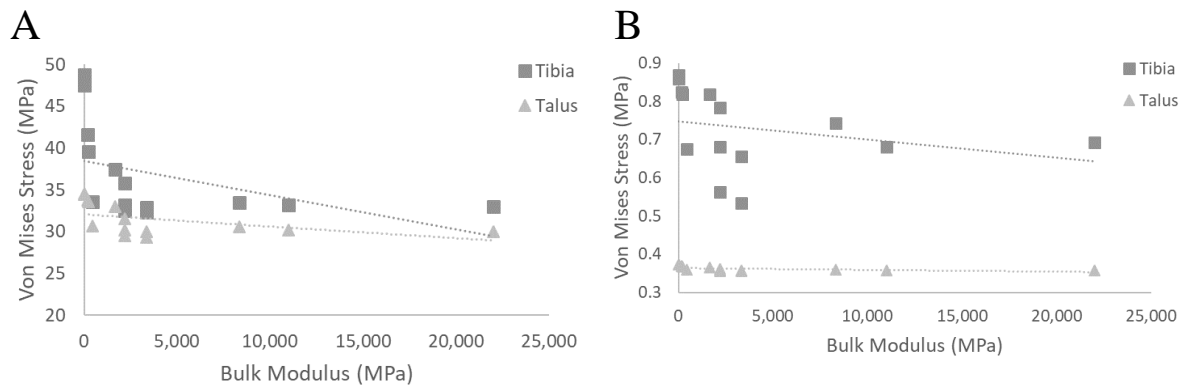 A
50
45
40
35
30
25
20
Von Mises Stress (MPa)
0
5,000
10,000
15,000
20,000
25,000
Bulk Modulus (MPa)
Tibia
Talus
B
0.9
0.8
0.7
0.6
0.5
0.4
0.3
Von Mises Stress (MPa)
0
5,000
10,000
15,000
20,000
25,000
Bulk Modulus (MPa)
Tibia
Talus